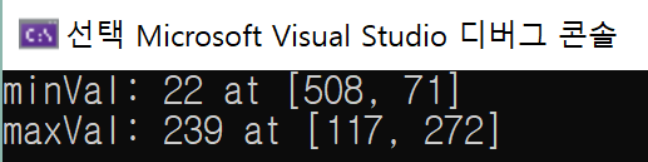 C:\ 선택 Microsoft Visual Studio 디버그 콘솔
minVal: 22 at [508, 71]
maxVal: 239 at [117, 272]